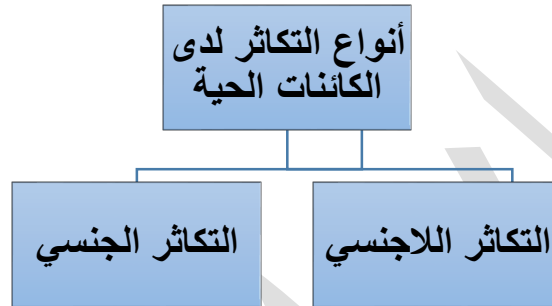 أنواع التكاثر لدى
الكائنات الحية
التكاثر اللاجنسي
التكاثر الجنسي